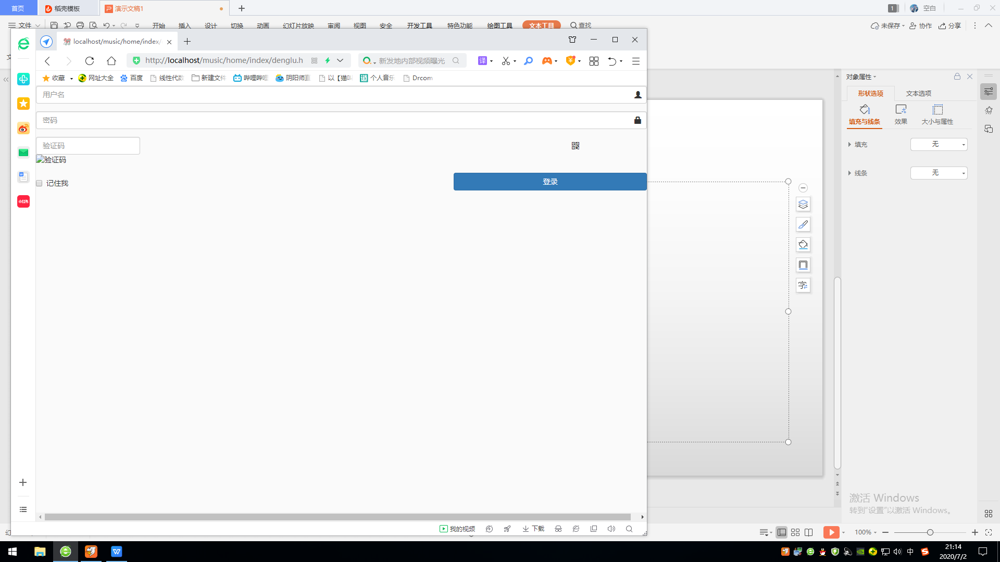 首页
稻壳模板
演示文稿1
1
空白
文件
开始
插入
设计
切换
动画
幻灯片放映
审阅
视图
安全
开发工具
特色功能
绘图工具
文本工具
查找
未保存
协作
分享
localhost/music/home/index/
http://localhost/music/home/index/denglu.h
新发地内部视频曝光
译
收藏
网址大全
百度
线性代数
新建文件
哔哩哔哩
阴阳师直
以【猫叫
个人音乐
Drcom
用户名
密码
验证码
验证码
记住我
登录
小红书
对象属性
形状选项
文本选项
填充与线条
效果
大小与属性
填充
无
线条
无
激活 Windows
转到“设置”以激活 Windows。
我的视频
下载
100%
中
21:14
2020/7/2